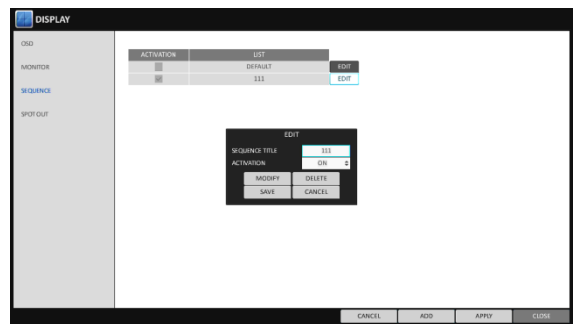 DISPLAY
OSD
MONITOR
SEQUENCE
SPOT OUT
ACTIVATION LIST
DEFAULT EDIT
111 EDIT
EDIT
SEQUENCE TITLE 111
ACTIVATION ON
MODIFY DELETE
SAVE CANCEL
CANCEL ADD APPLY CLOSE